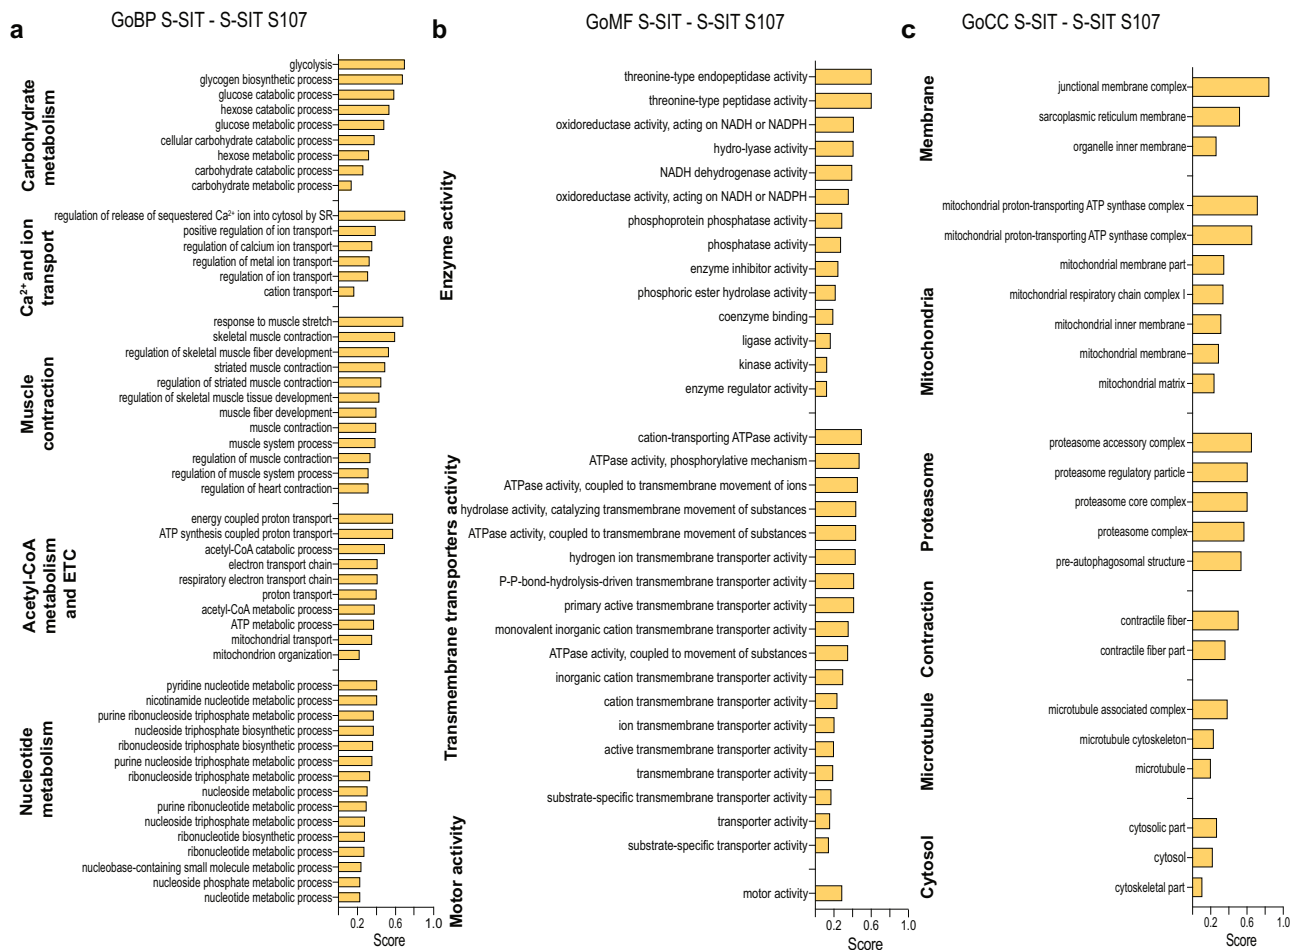 a
GoBP S-SIT - S-SIT S107
Carbohydrate
metabolism
glycolysis
glycogen biosynthetic process
glucose catabolic process
hexose catabolic process
glucose metabolic process
cellular carbohydrate catabolic process
hexose metabolic process
carbohydrate catabolic process
carbohydrate metabolic process
Ca²⁺ and ion
transport
regulation of release of sequestered Ca²⁺ ion into cytosol by SR
positive regulation of ion transport
regulation of calcium ion transport
regulation of metal ion transport
regulation of ion transport
cation transport
Muscle
contraction
response to muscle stretch
skeletal muscle contraction
regulation of skeletal muscle fiber development
striated muscle contraction
regulation of striated muscle contraction
regulation of skeletal muscle tissue development
muscle fiber development
muscle contraction
muscle system process
regulation of muscle contraction
regulation of muscle system process
regulation of heart contraction
Acetyl-CoA
metabolism
and ETC
energy coupled proton transport
ATP synthesis coupled proton transport
acetyl-CoA catabolic process
electron transport chain
respiratory electron transport chain
proton transport
acetyl-CoA metabolic process
ATP metabolic process
mitochondrial transport
mitochondrion organization
Nucleotide
metabolism
pyridine nucleotide metabolic process
nicotinamide nucleotide metabolic process
purine ribonucleoside triphosphate metabolic process
nucleoside triphosphate biosynthetic process
ribonucleoside triphosphate biosynthetic process
purine nucleoside triphosphate metabolic process
ribonucleoside triphosphate metabolic process
nucleoside metabolic process
purine ribonucleotide metabolic process
nucleoside triphosphate metabolic process
ribonucleotide biosynthetic process
ribonucleotide metabolic process
nucleobase-containing small molecule metabolic process
nucleoside phosphate metabolic process
nucleotide metabolic process
0.2 0.6 1.0
Score
b
GoMF S-SIT - S-SIT S107
Enzyme activity
threonine-type endopeptidase activity
threonine-type peptidase activity
oxidoreductase activity, acting on NADH or NADPH
hydro-lyase activity
NADH dehydrogenase activity
oxidoreductase activity, acting on NADH or NADPH
phosphoprotein phosphatase activity
phosphatase activity
enzyme inhibitor activity
phosphoric ester hydrolase activity
coenzyme binding
ligase activity
kinase activity
enzyme regulator activity
Transmembrane transporters activity
cation-transporting ATPase activity
ATPase activity, phosphorylative mechanism
ATPase activity, coupled to transmembrane movement of ions
hydrolase activity, catalyzing transmembrane movement of substances
ATPase activity, coupled to transmembrane movement of substances
hydrogen ion transmembrane transporter activity
P-P-bond-hydrolysis-driven transmembrane transporter activity
primary active transmembrane transporter activity
monovalent inorganic cation transmembrane transporter activity
ATPase activity, coupled to movement of substances
inorganic cation transmembrane transporter activity
cation transmembrane transporter activity
ion transmembrane transporter activity
active transmembrane transporter activity
transmembrane transporter activity
substrate-specific transmembrane transporter activity
transporter activity
substrate-specific transporter activity
Motor activity
motor activity
0.2 0.6 1.0
Score
c
GoCC S-SIT - S-SIT S107
Membrane
junctional membrane complex
sarcoplasmic reticulum membrane
organelle inner membrane
Mitochondria
mitochondrial proton-transporting ATP synthase complex
mitochondrial proton-transporting ATP synthase complex
mitochondrial membrane part
mitochondrial respiratory chain complex I
mitochondrial inner membrane
mitochondrial membrane
mitochondrial matrix
Proteasome
proteasome accessory complex
proteasome regulatory particle
proteasome core complex
proteasome complex
pre-autophagosomal structure
Contraction
contractile fiber
contractile fiber part
Microtubule
microtubule associated complex
microtubule cytoskeleton
microtubule
Cytosol
cytosolic part
cytosol
cytoskeletal part
0.2 0.6 1.0
Score